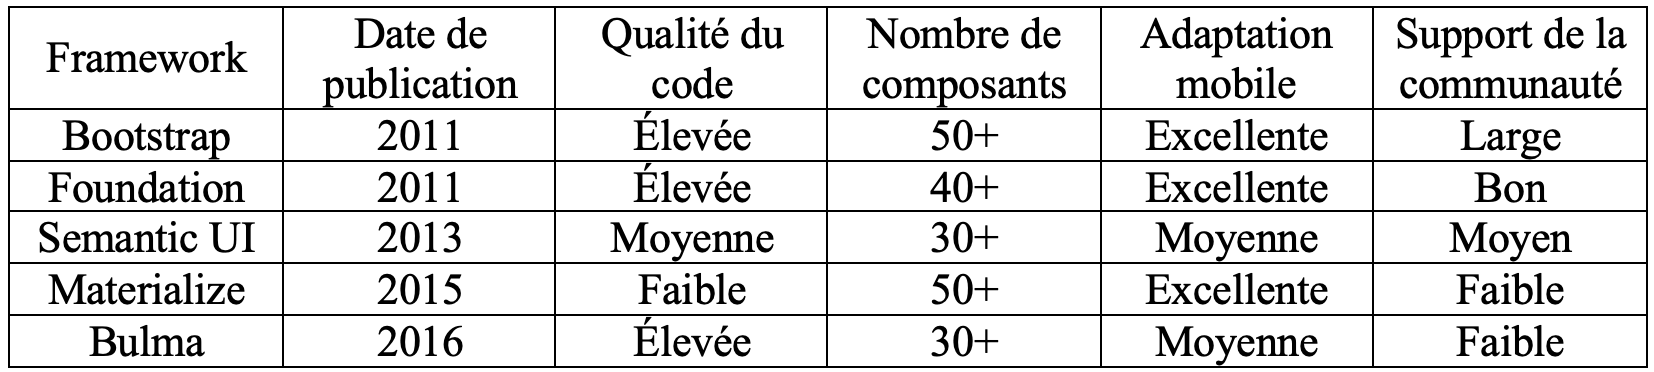 Framework Date de publication Qualité du code Nombre de composants Adaptation mobile Support de la communauté
Bootstrap 2011 Élevée 50+ Excellente Large
Foundation 2011 Élevée 40+ Excellente Bon
Semantic UI 2013 Moyenne 30+ Moyenne Moyen
Materialize 2015 Faible 50+ Excellente Faible
Bulma 2016 Élevée 30+ Moyenne Faible